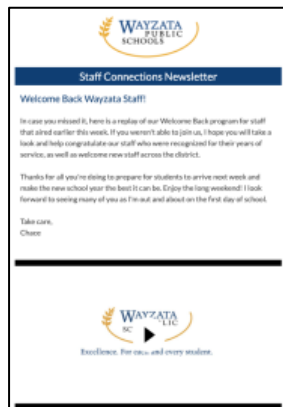 WAYZATA
PUBLIC
SCHOOLS
Staff Connections Newsletter
Welcome Back Wayzata Staff!
In case you missed it, here is a replay of our Welcome Back program for staff
that aired earlier this week. If you weren't able to join us, I hope you will take a
look and help congratulate our staff who were recognized for their years of
service, as well as welcome new staff across the district.
Thanks for all you're doing to prepare for students to arrive next week and
make the new school year the best it can be. Enjoy the long weekend! I look
forward to seeing many of you as I'm out and about on the first day of school.
Take care,
Chace
WAYZATA
SC LIC
Excellence. For each and every student.